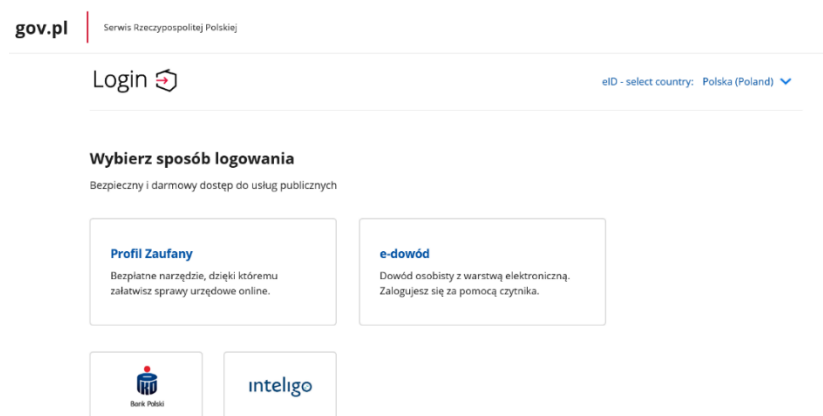 gov.pl Serwis Rzeczypospolitej Polskiej
Login eID - select country: Polska (Poland)
Wybierz sposób logowania
Bezpieczny i darmowy dostęp do usług publicznych
Profil Zaufany
Bezpłatne narzędzie, dzięki któremu
załatwisz sprawy urzędowe online.
e-dowód
Dowód osobisty z warstwą elektroniczną.
Zalogujesz się za pomocą czytnika.
PKO
Bank Polski
inteligo